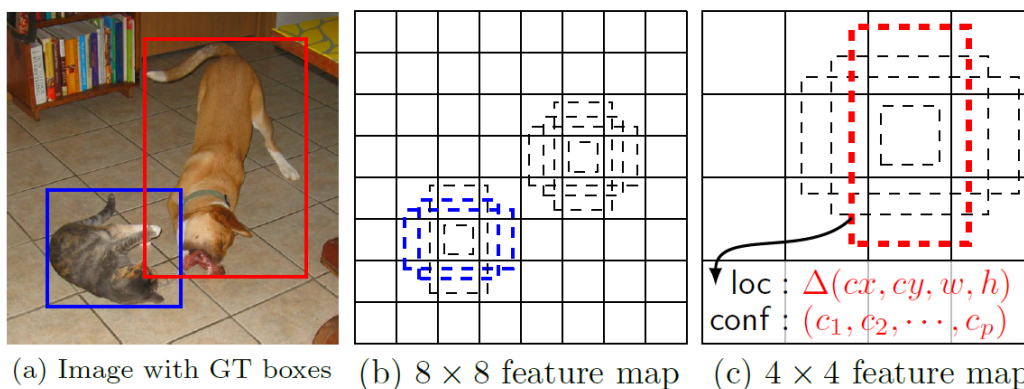 loc : Δ(cx, cy, w, h)
conf : (c₁, c₂, ⋯, cₚ)
(a) Image with GT boxes
(b) 8 × 8 feature map
(c) 4 × 4 feature map